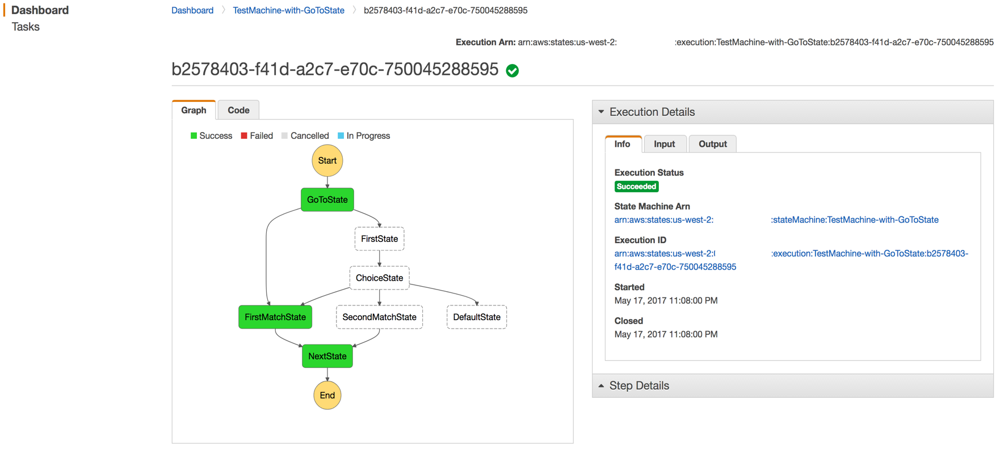 Dashboard
Tasks
Dashboard TestMachine-with-GoToState b2578403-f41d-a2c7-e70c-750045288595
Execution Arn: arn:aws:states:us-west-2: :execution:TestMachine-with-GoToState:b2578403-f41d-a2c7-e70c-750045288595
b2578403-f41d-a2c7-e70c-750045288595
Graph Code
Success Failed Cancelled In Progress
Start
GoToState
FirstState
ChoiceState
FirstMatchState SecondMatchState DefaultState
NextState
End
Execution Details
Info Input Output
Execution Status
Succeeded
State Machine Arn
arn:aws:states:us-west-2: :stateMachine:TestMachine-with-GoToState
Execution ID
arn:aws:states:us-west-2: :execution:TestMachine-with-GoToState:b2578403-
f41d-a2c7-e70c-750045288595
Started
May 17, 2017 11:08:00 PM
Closed
May 17, 2017 11:08:00 PM
Step Details